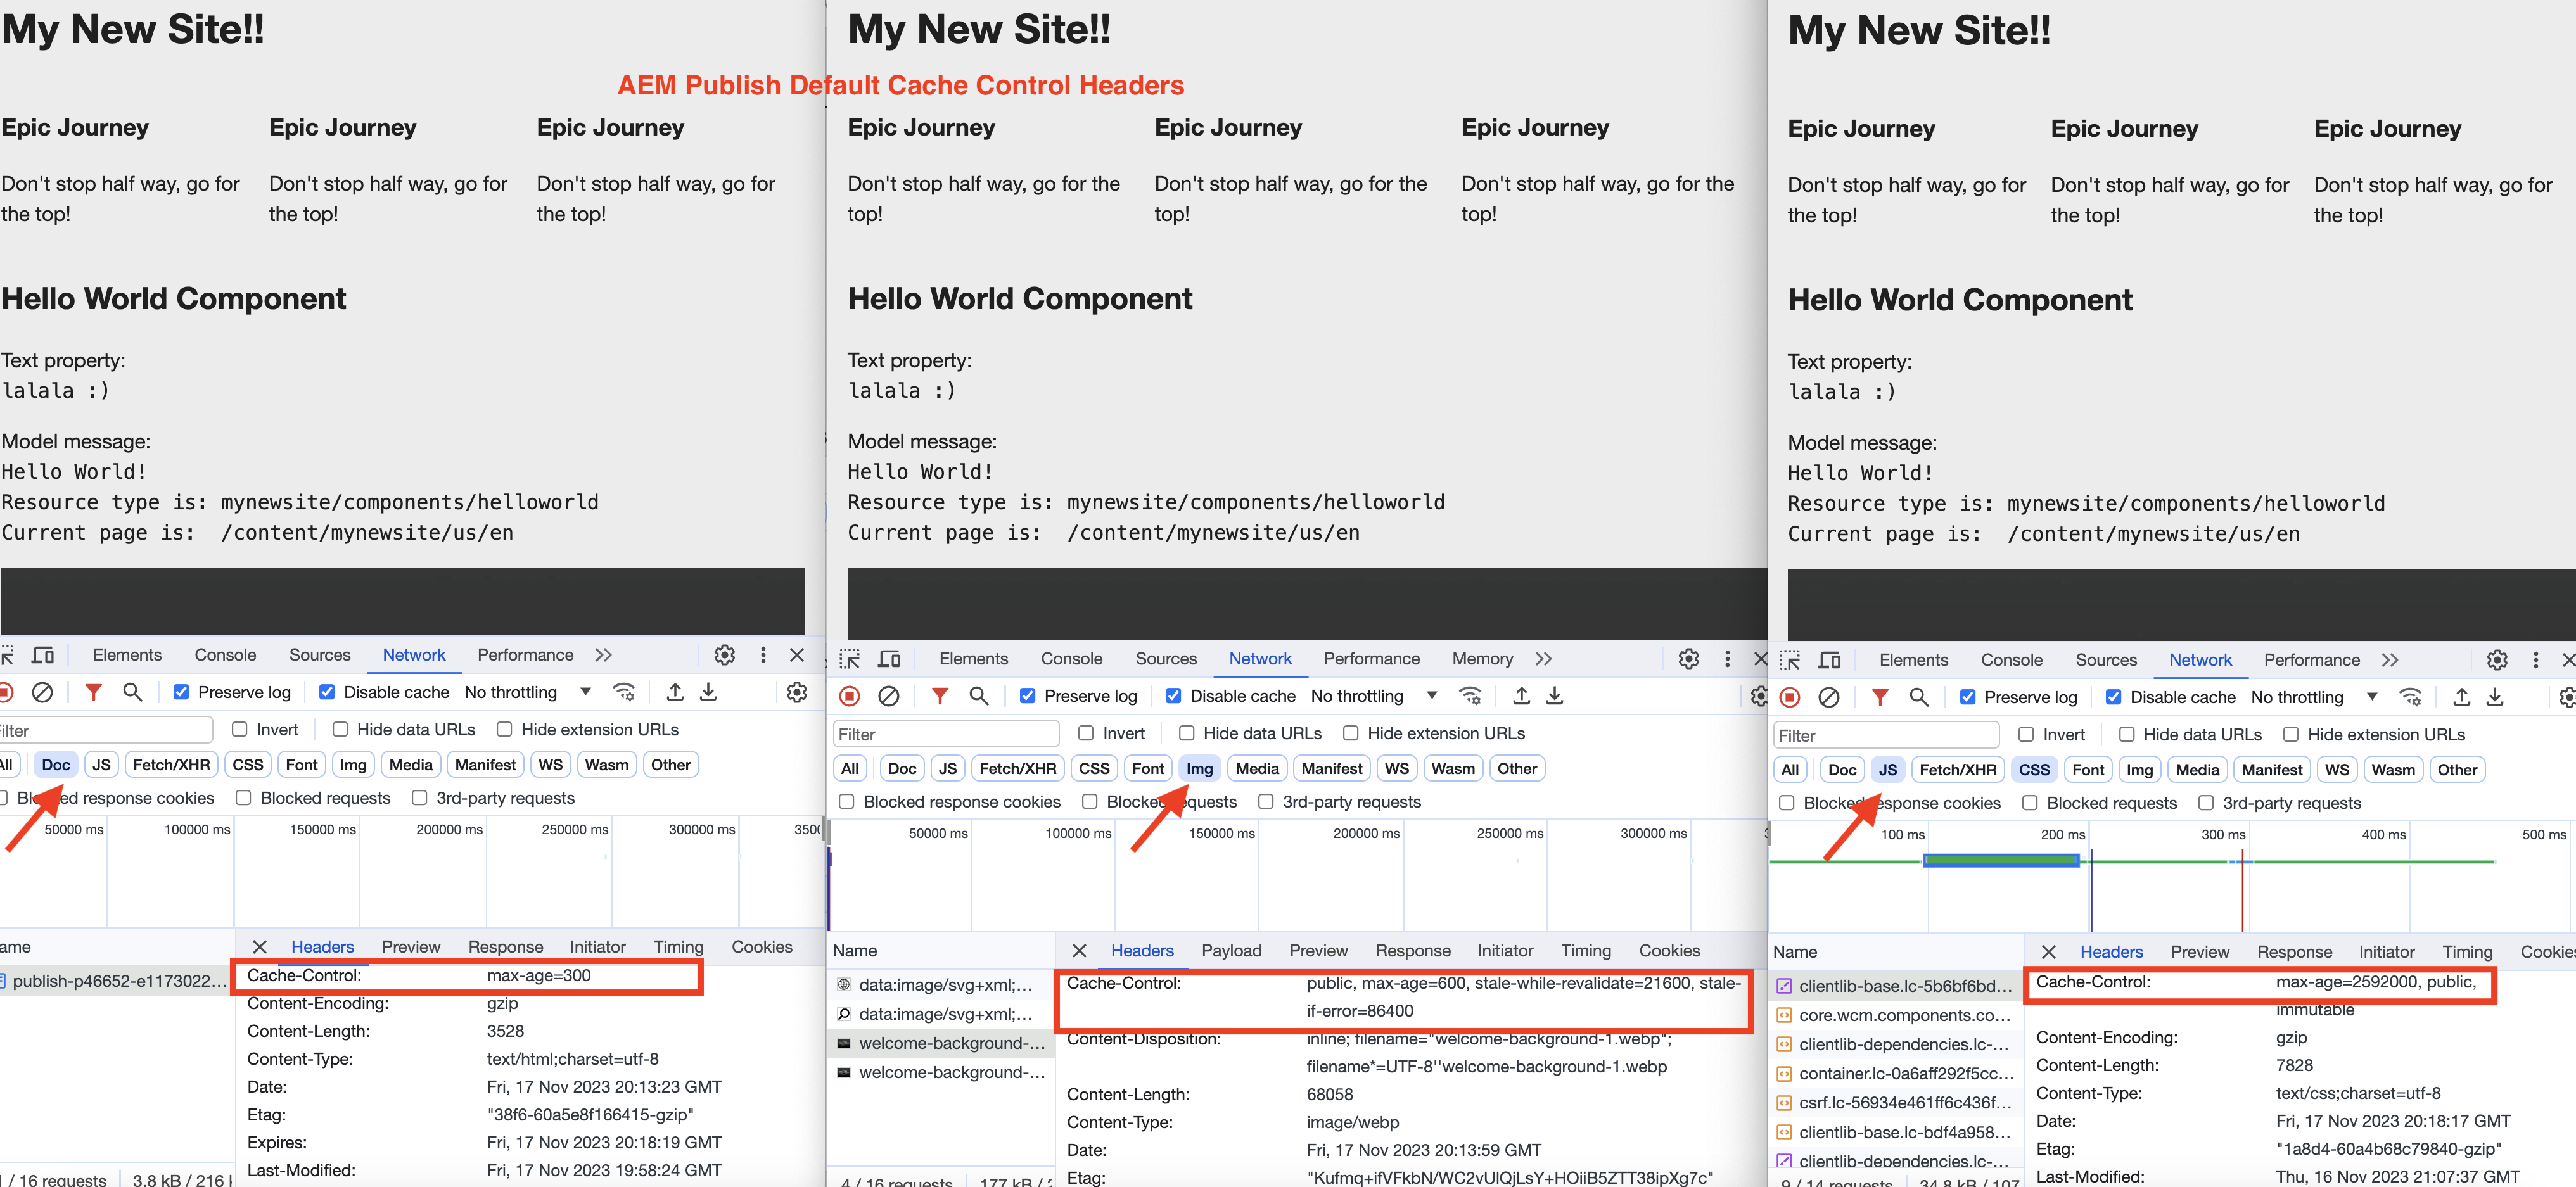 My New Site!!
AEM Publish Default Cache Control Headers
Epic Journey Epic Journey Epic Journey
Don't stop half way, go for Don't stop half way, go for Don't stop half way, go for
the top! the top! the top!
Hello World Component
Text property:
lalala :)
Model message:
Hello World!
Resource type is: mynewsite/components/helloworld
Current page is: /content/mynewsite/us/en
Elements Console Sources Network Performance
Preserve log Disable cache No throttling
Invert Hide data URLs Hide extension URLs
Doc JS Fetch/XHR CSS Font Img Media Manifest WS Wasm Other
response cookies Blocked requests 3rd-party requests
50000 ms 100000 ms 150000 ms 200000 ms 250000 ms 300000 ms
Headers Preview Response Initiator Timing Cookies
publish-p46652-e1173022...
Cache-Control: max-age=300
Content-Encoding: gzip
Content-Length: 3528
Content-Type: text/html;charset=utf-8
Date: Fri, 17 Nov 2023 20:13:23 GMT
Etag: "38f6-60a5e8f166415-gzip"
Expires: Fri, 17 Nov 2023 20:18:19 GMT
Last-Modified: Fri, 17 Nov 2023 19:58:24 GMT
/ 16 requests 3.8 kB / 216
My New Site!!
Epic Journey Epic Journey Epic Journey
Don't stop half way, go for the Don't stop half way, go for the Don't stop half way, go for the
top! top! top!
Hello World Component
Text property:
lalala :)
Model message:
Hello World!
Resource type is: mynewsite/components/helloworld
Current page is: /content/mynewsite/us/en
Elements Console Sources Network Performance Memory
Preserve log Disable cache No throttling
Filter Invert Hide data URLs Hide extension URLs
All Doc JS Fetch/XHR CSS Font Img Media Manifest WS Wasm Other
Blocked response cookies Blocked requests 3rd-party requests
50000 ms 100000 ms 150000 ms 200000 ms 250000 ms 300000 ms
Name Headers Payload Preview Response Initiator Timing Cookies
data:image/svg+xml;...
data:image/svg+xml;...
welcome-background-...
welcome-background-...
Cache-Control: public, max-age=600, stale-while-revalidate=21600, stale-
if-error=86400
Content-Disposition: inline; filename="welcome-background-1.webp";
filename*=UTF-8''welcome-background-1.webp
Content-Length: 68058
Content-Type: image/webp
Date: Fri, 17 Nov 2023 20:13:59 GMT
Etag: "Kufmq+ifVFkbN/WC2vUlQjLsY+HOiiB5ZTT38ipXg7c"
4 / 16 requests 177 kB /
My New Site!!
Epic Journey Epic Journey Epic Journey
Don't stop half way, go for Don't stop half way, go for Don't stop half way, go for
the top! the top! the top!
Hello World Component
Text property:
lalala :)
Model message:
Hello World!
Resource type is: mynewsite/components/helloworld
Current page is: /content/mynewsite/us/en
Elements Console Sources Network Performance
Preserve log Disable cache No throttling
Filter Invert Hide data URLs Hide extension URLs
All Doc JS Fetch/XHR CSS Font Img Media Manifest WS Wasm Other
Blocked response cookies Blocked requests 3rd-party requests
100 ms 200 ms 300 ms 400 ms 500 ms
Name Headers Preview Response Initiator Timing
clientlib-base.lc-5b6bf6bd...
core.wcm.components.co...
clientlib-dependencies.lc-...
container.lc-0a6aff292f5cc...
csrf.lc-56934e461ff6c436f...
clientlib-base.lc-bdf4a958...
clientlib-dependencies.lc-...
Cache-Control: max-age=2592000, public,
immutable
Content-Encoding: gzip
Content-Length: 7828
Content-Type: text/css;charset=utf-8
Date: Fri, 17 Nov 2023 20:18:17 GMT
Etag: "1a8d4-60a4b68c79840-gzip"
Last-Modified: Thu, 16 Nov 2023 21:07:37 GMT
9 / 14 requests 34.8 kB / 107